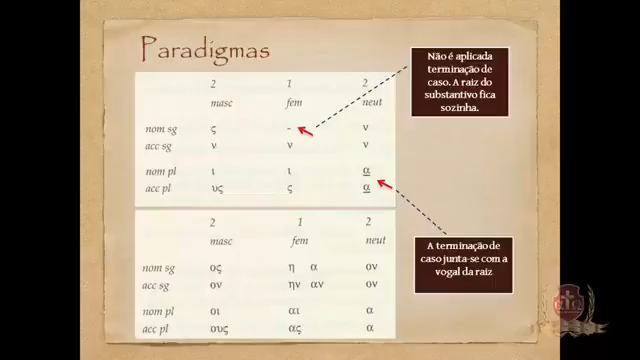 Paradigmas
2 1 2
masc fem neut
nom sg ς - ν
acc sg ν ν ν
nom pl ι ι α
acc pl υς ς α
Não é aplicada
terminação de
caso. A raiz do
substantivo fica
sozinha.
2 1 2
masc fem neut
nom sg ος η α ον
acc sg ον ην αν ον
nom pl οι αι α
acc pl ους ας α
A terminação de
caso junta-se com a
vogal da raiz